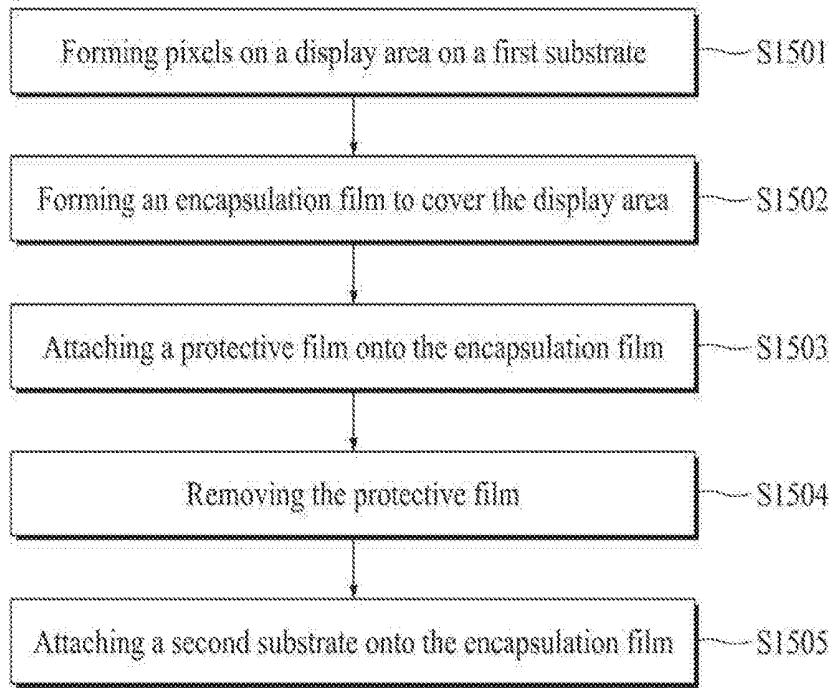 Forming pixels on a display area on a first substrate S1501
Forming an encapsulation film to cover the display area S1502
Attaching a protective film onto the encapsulation film S1503
Removing the protective film S1504
Attaching a second substrate onto the encapsulation film S1505